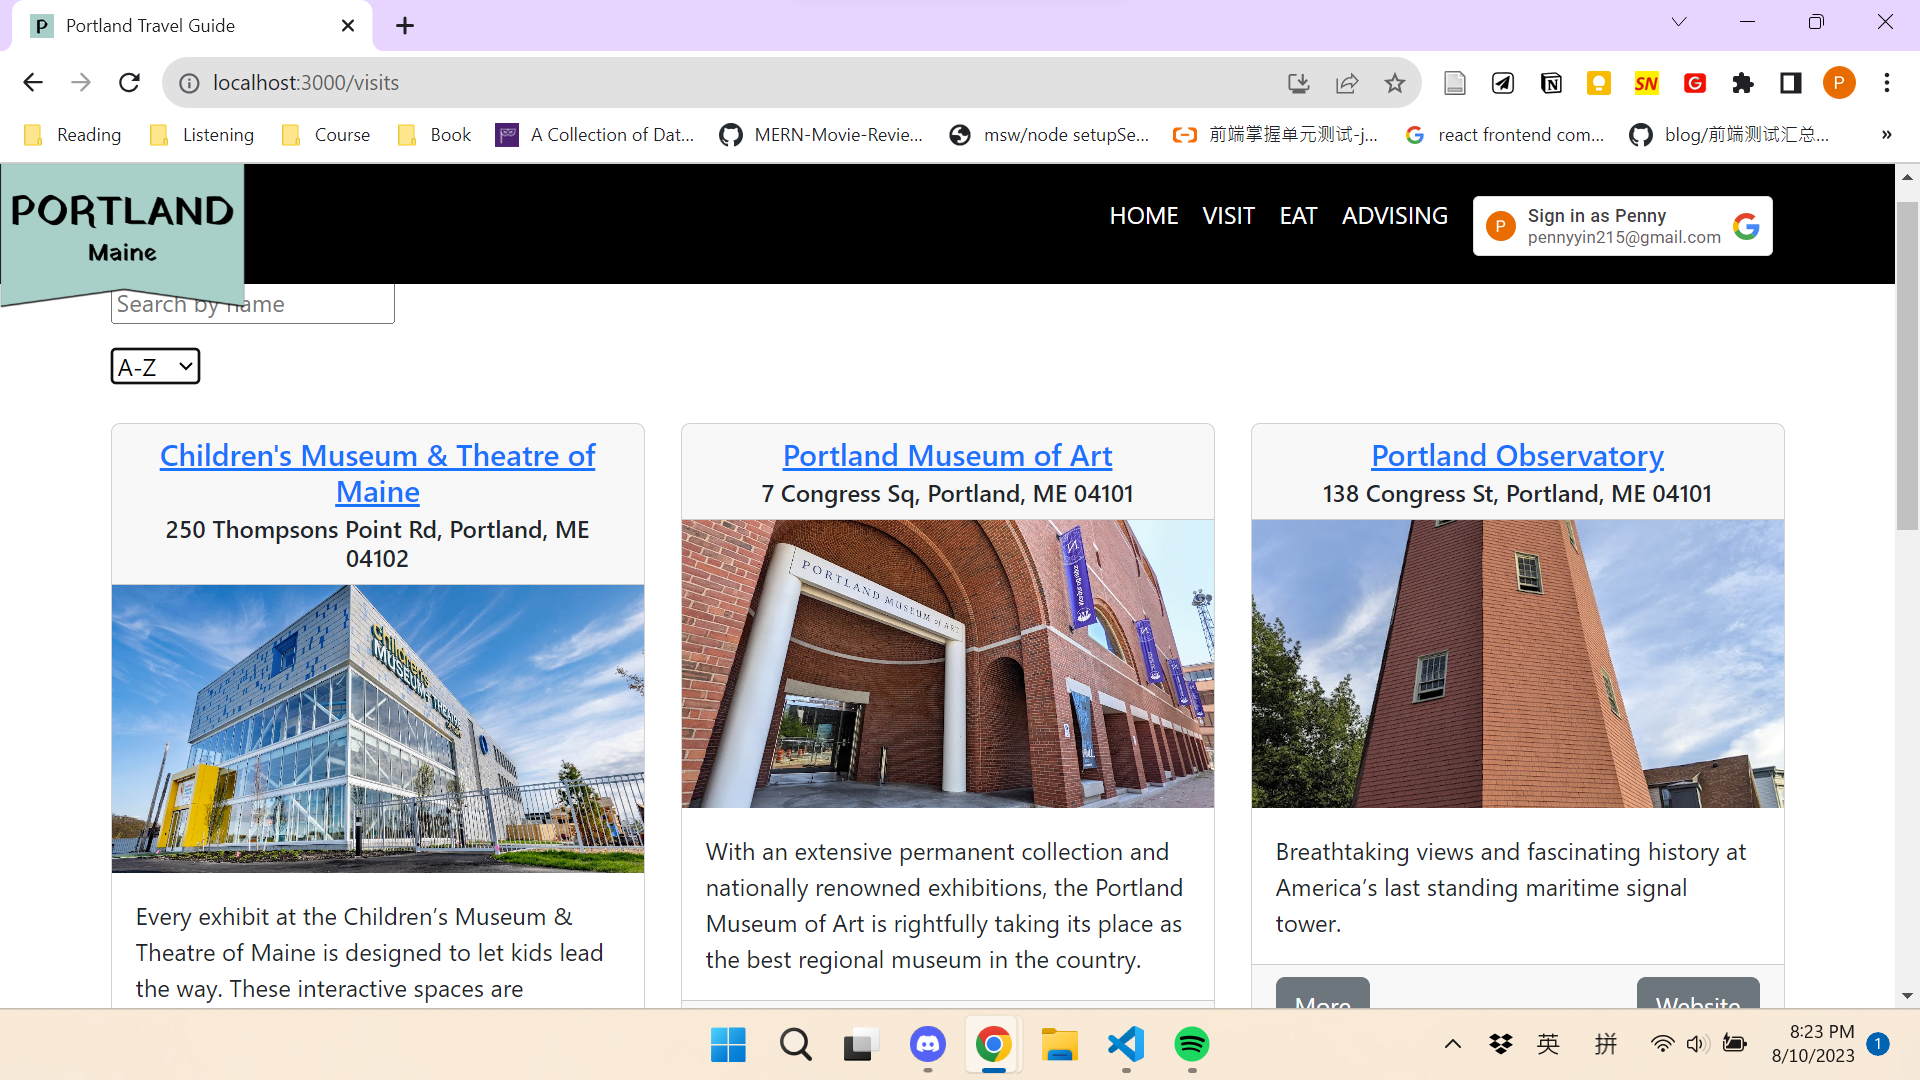 P Portland Travel Guide
localhost:3000/visits
SN
G
P
Reading
Listening
Course
Book
A Collection of Dat...
MERN-Movie-Revie...
msw/node setupSe...
前端掌握单元测试-j...
react frontend com...
blog/前端测试汇总...
»
PORTLAND
Maine
HOME
VISIT
EAT
ADVISING
P
Sign in as Penny
pennyyin215@gmail.com
Search by name
A-Z
Children's Museum & Theatre of
Maine
250 Thompsons Point Rd, Portland, ME
04102
Children's
MUSEUM & THEATRE
Every exhibit at the Children’s Museum &
Theatre of Maine is designed to let kids lead
the way. These interactive spaces are
Portland Museum of Art
7 Congress Sq, Portland, ME 04101
PORTLAND MUSEUM of ART
With an extensive permanent collection and
nationally renowned exhibitions, the Portland
Museum of Art is rightfully taking its place as
the best regional museum in the country.
Portland Observatory
138 Congress St, Portland, ME 04101
Breathtaking views and fascinating history at
America’s last standing maritime signal
tower.
More
Website
英
拼
8:23 PM
8/10/2023
1